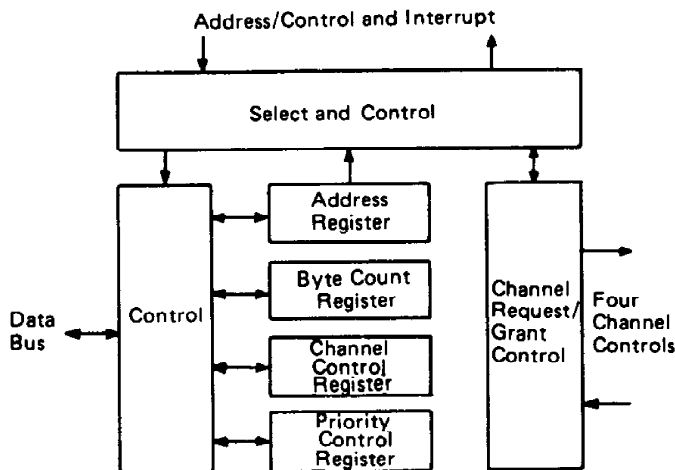 Address/Control and Interrupt
Select and Control
Address
Register
Byte Count
Register
Channel
Control
Register
Priority
Control
Register
Data
Bus
Control
Channel
Request/
Grant
Control
Four
Channel
Controls